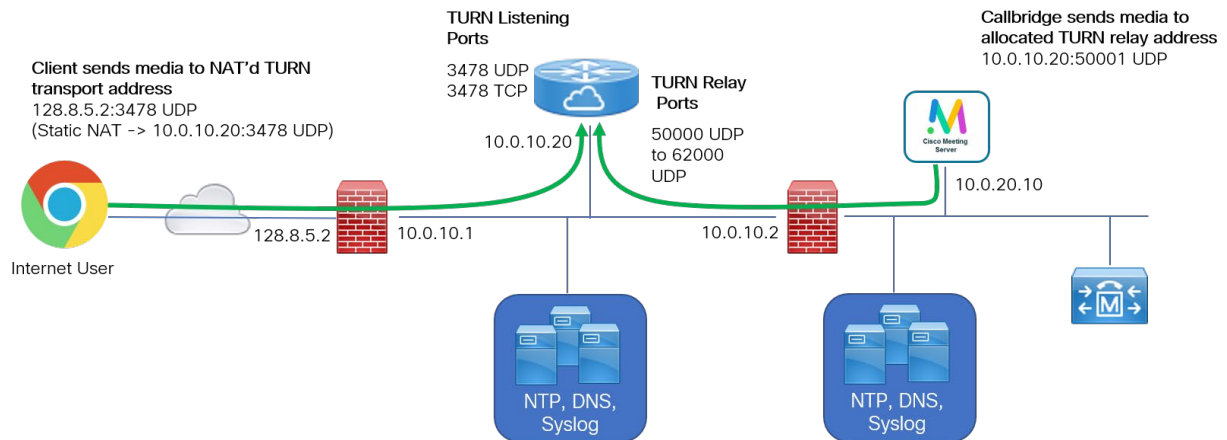 Client sends media to NAT'd TURN
transport address
128.8.5.2:3478 UDP
(Static NAT -> 10.0.10.20:3478 UDP)
TURN Listening
Ports
3478 UDP
3478 TCP
10.0.10.20
TURN Relay
Ports
50000 UDP
to 62000
UDP
Callbridge sends media to
allocated TURN relay address
10.0.10.20:50001 UDP
Cisco Meeting
Server
10.0.20.10
128.8.5.2
10.0.10.1
10.0.10.2
Internet User
M
NTP, DNS,
Syslog
NTP, DNS,
Syslog